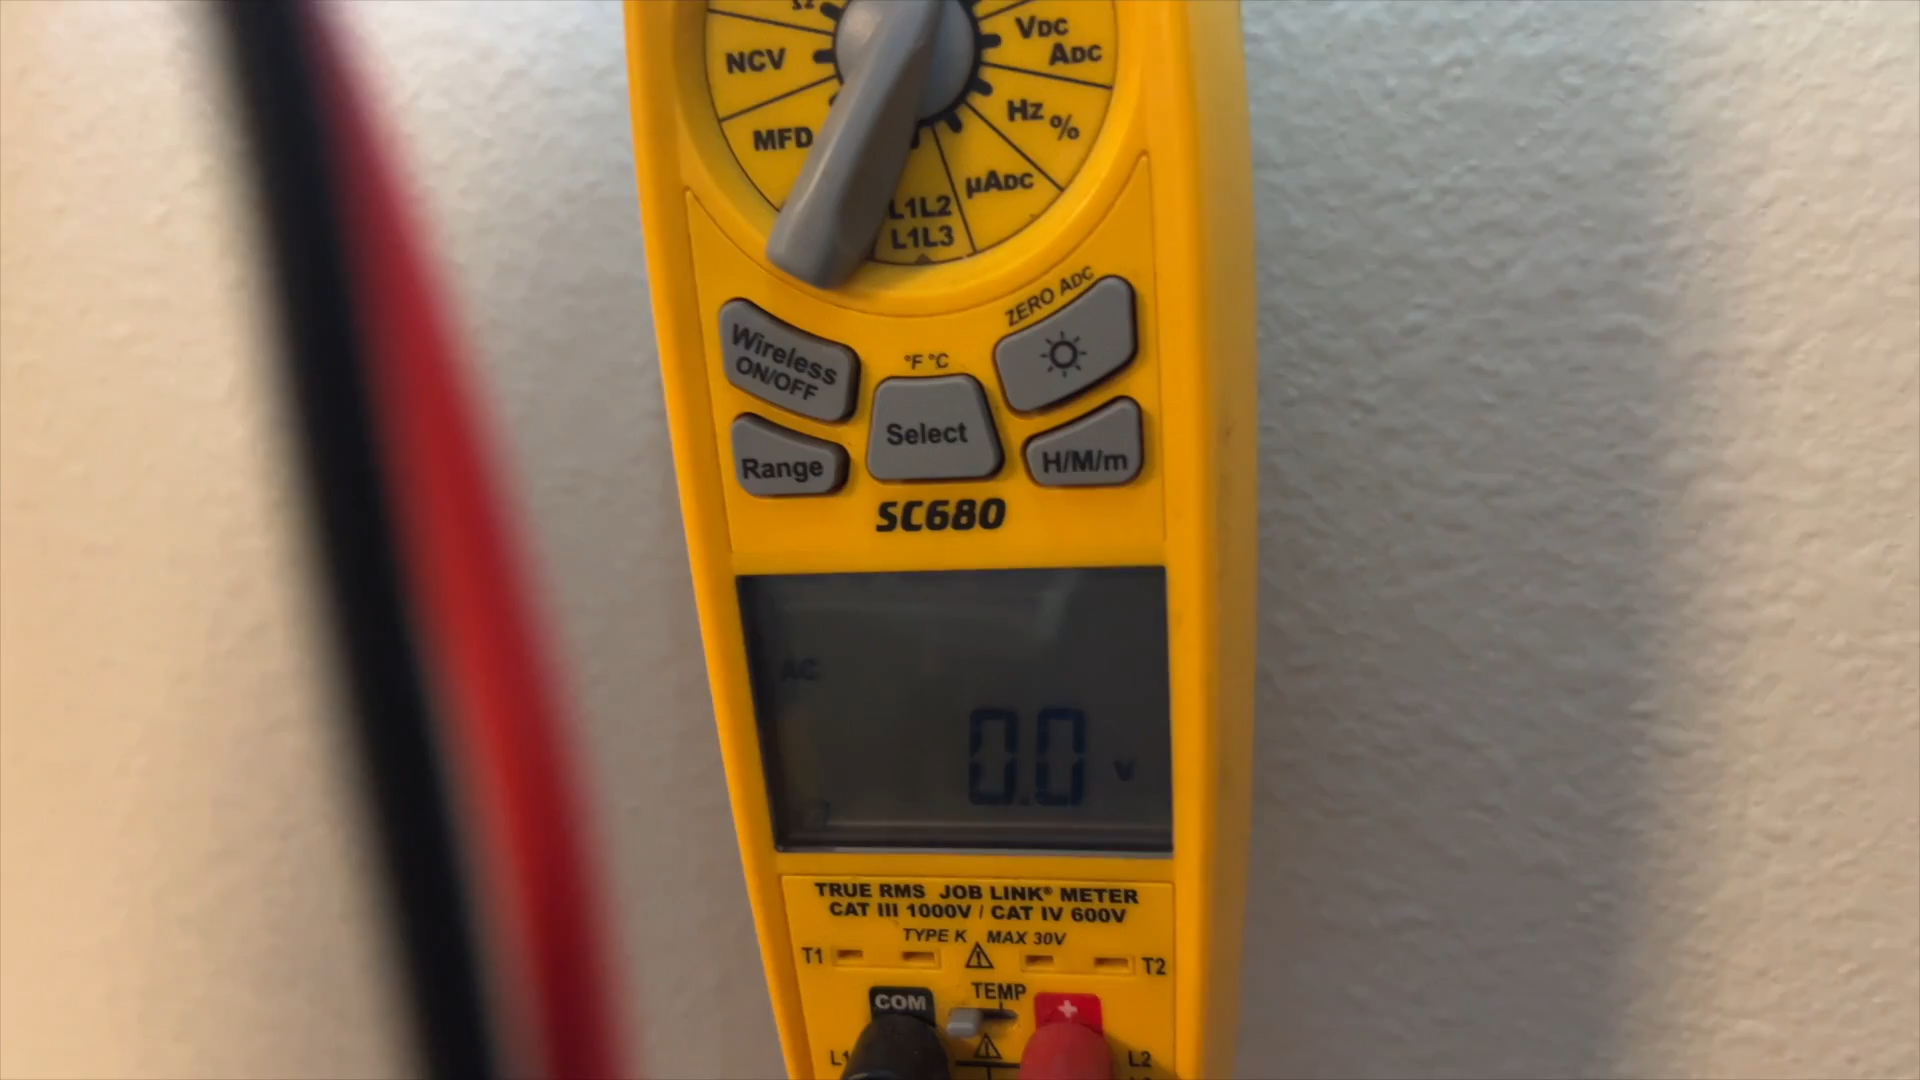 Ω
VDC
ADC
NCV
Hz %
MFD
µADC
L1L2
L1L3
ZERO ADC
Wireless
ON/OFF
°F °C
Select
Range
H/M/m
SC680
AC
0.0 V
TRUE RMS JOB LINK® METER
CAT III 1000V / CAT IV 600V
TYPE K MAX 30V
T1
T2
TEMP
COM
+
L1
L2